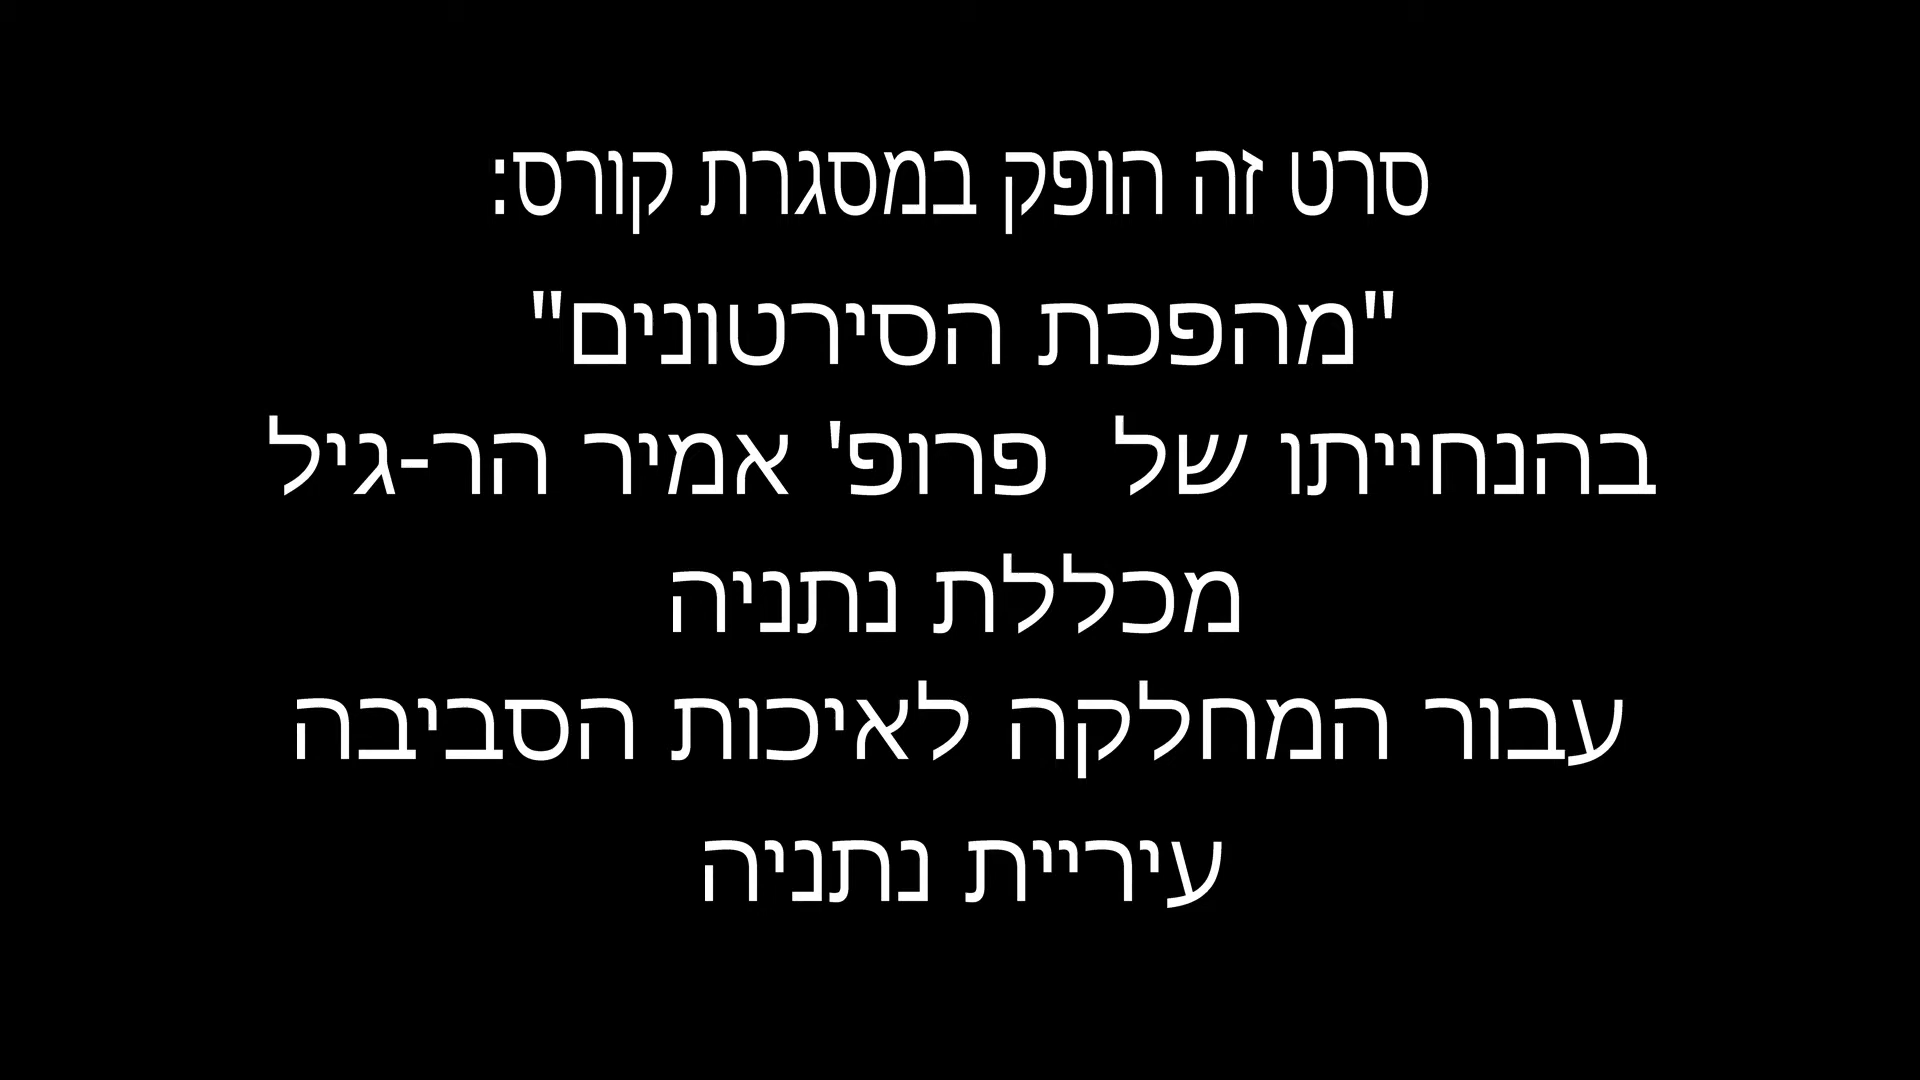 סרט זה הופק במסגרת קורס:
"מהפכת הסירטונים"
בהנחייתו של  פרופ' אמיר הר-גיל
מכללת נתניה
עבור המחלקה לאיכות הסביבה
עיריית נתניה